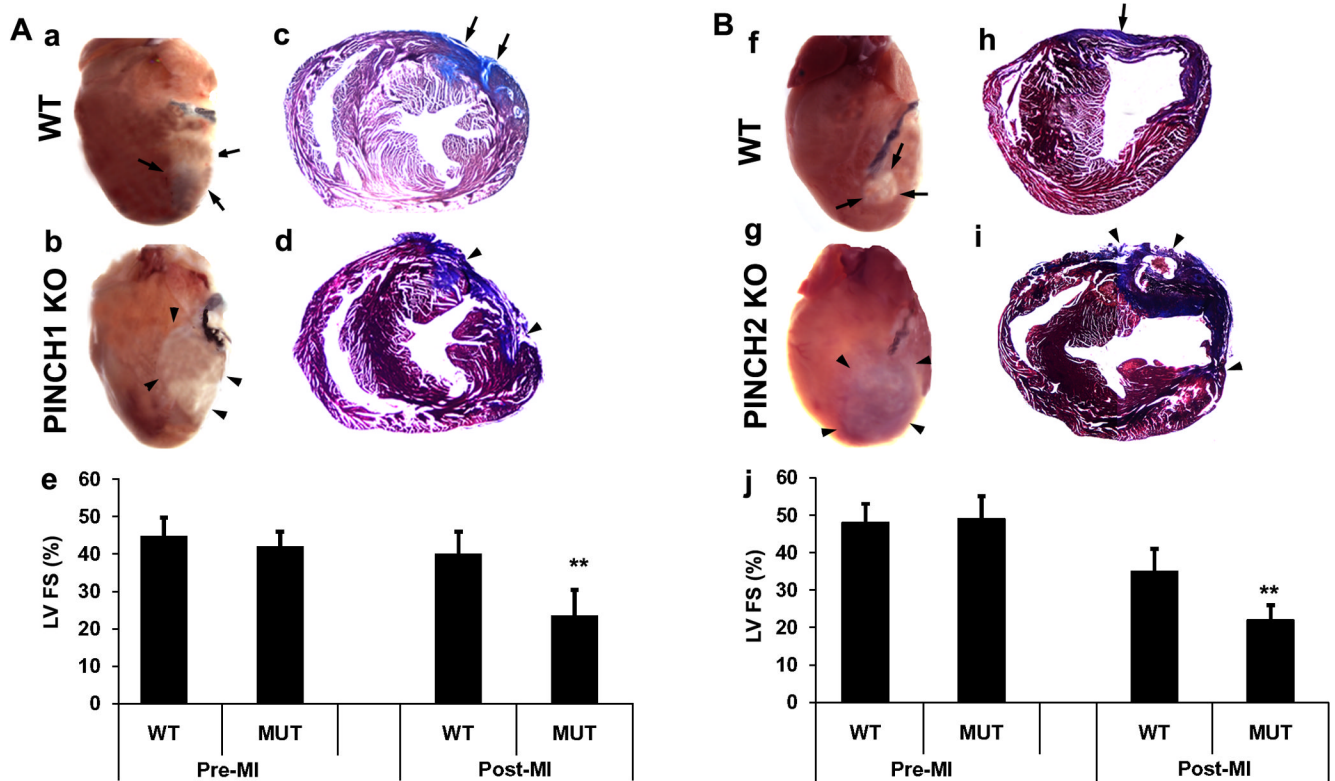 A a c
WT
b d
PINCH1 KO
e
60
50
40
30
20
10
0
LV FS (%)
**
WT MUT WT MUT
Pre-MI Post-MI
B f h
WT
g i
PINCH2 KO
j
60
50
40
30
20
10
0
LV FS (%)
**
WT MUT WT MUT
Pre-MI Post-MI